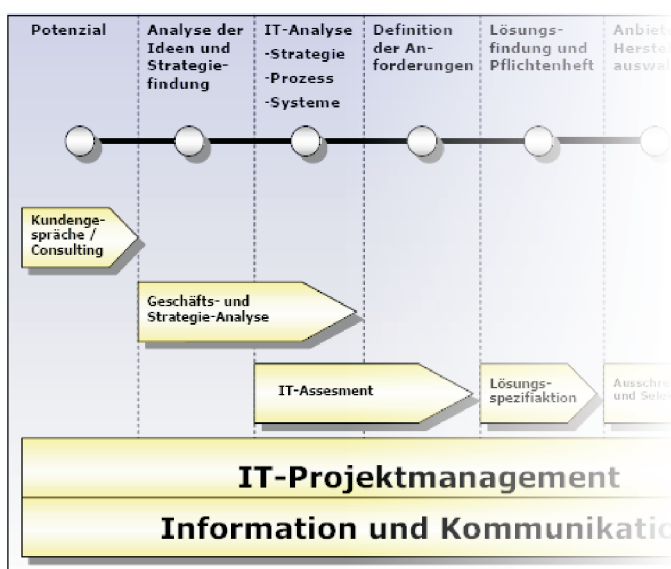 Potenzial
Analyse der
Ideen und
Strategie-
findung
IT-Analyse
-Strategie
-Prozess
-Systeme
Definition
der An-
forderungen
Lösungs-
findung und
Pflichtenheft
Kundenge-
spräche /
Consulting
Geschäfts- und
Strategie-Analyse
IT-Assesment
Lösungs-
spezifiaktion
und
IT-Projektmanagement
Information und